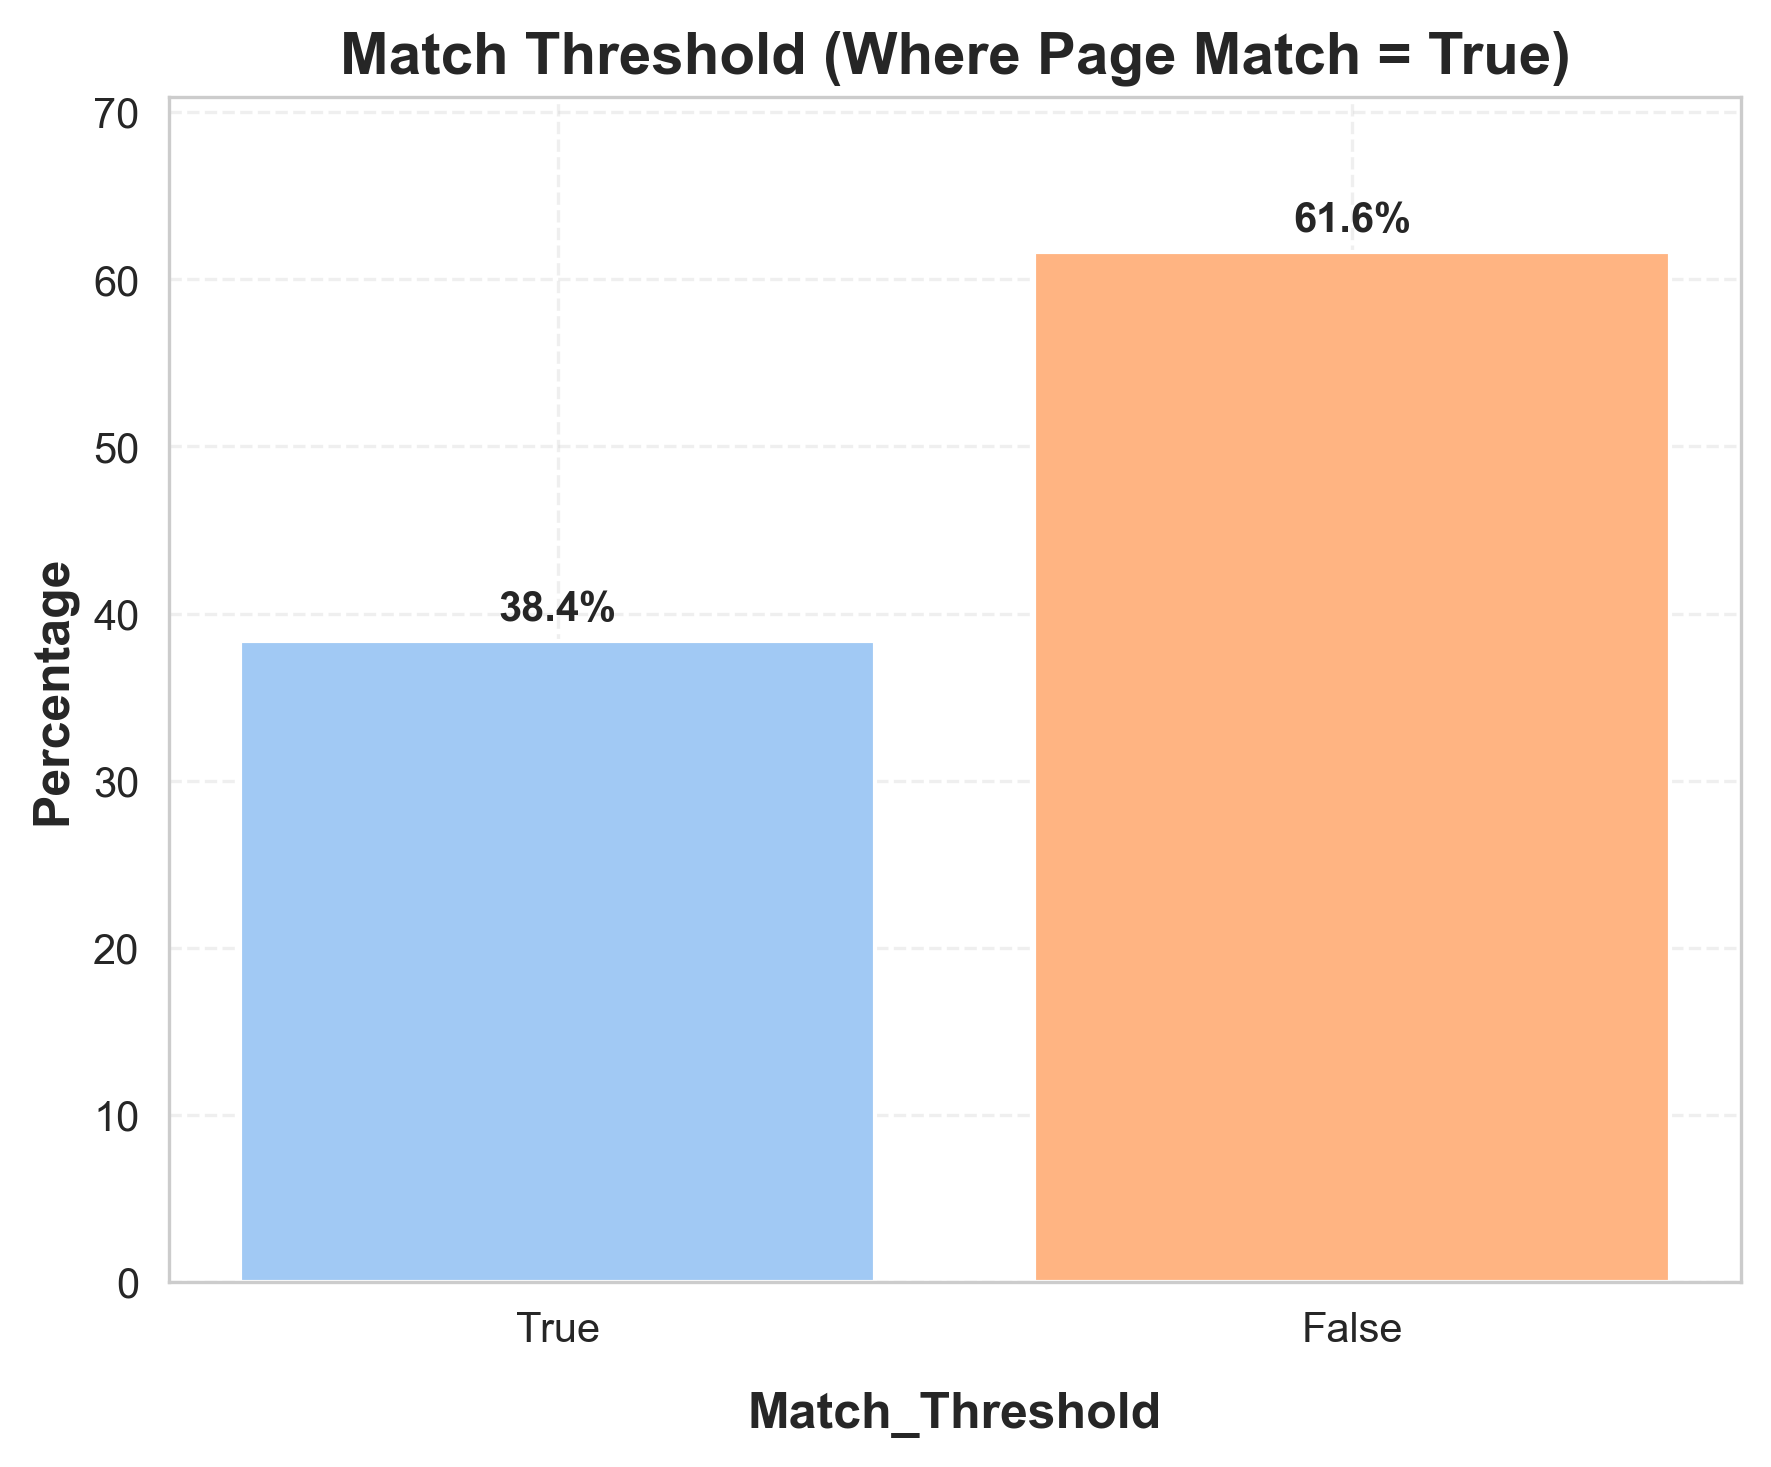 Match Threshold (Where Page Match = True)
70
60
50
40
30
20
10
0
Percentage
38.4%
61.6%
True
False
Match_Threshold